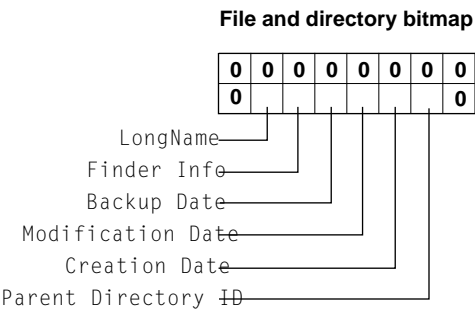 File and directory bitmap
0 0 0 0 0 0 0 0
0 0
LongName
Finder Info
Backup Date
Modification Date
Creation Date
Parent Directory ID